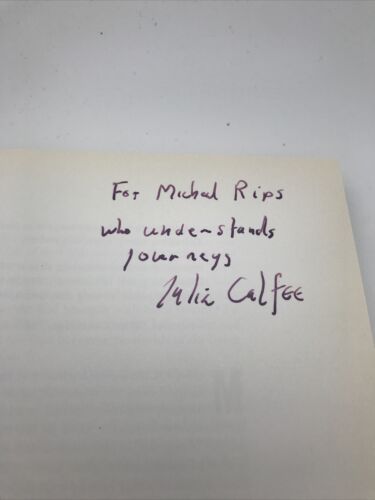 For Michael Rips
who understands
journeys
Julia Calfee